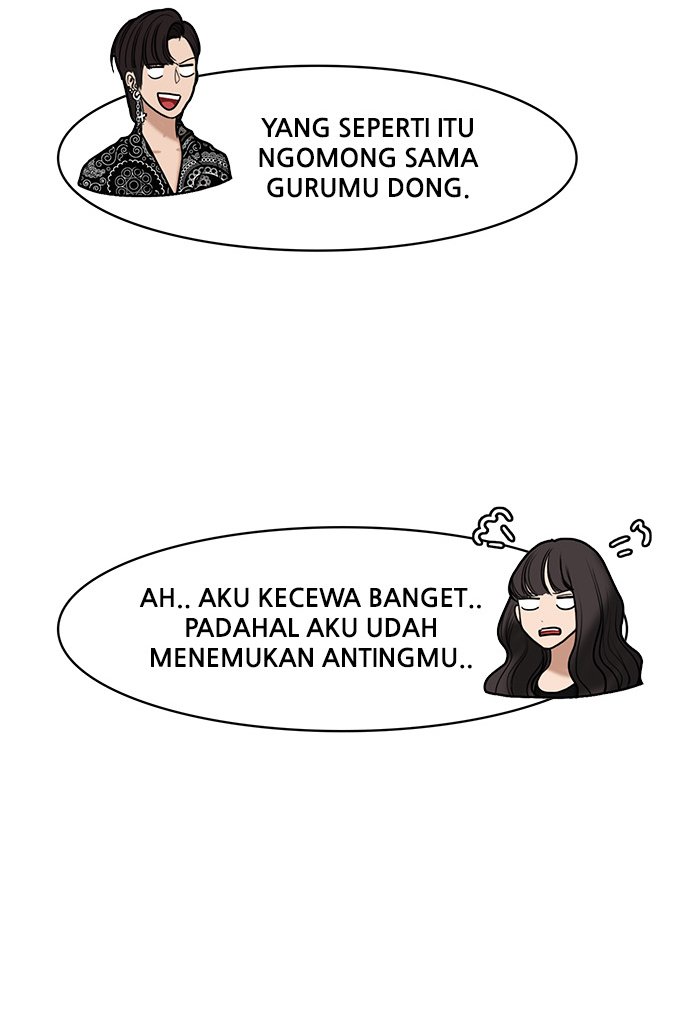 YANG SEPERTI ITU
NGOMONG SAMA
GURUMU DONG.
AH.. AKU KECEWA BANGET..
PADAHAL AKU UDAH
MENEMUKAN ANTINGMU..